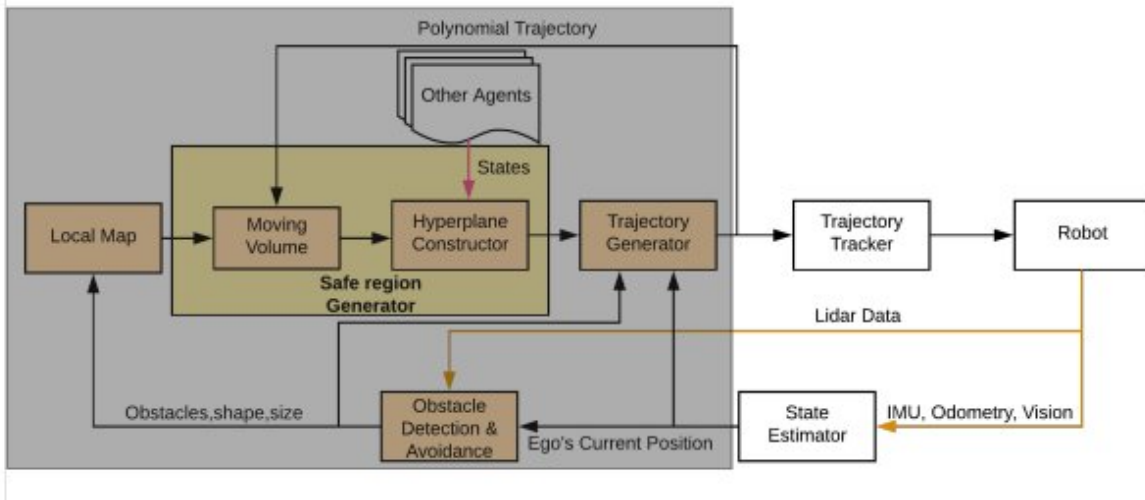 Polynomial Trajectory
Other Agents
States
Local Map
Moving
Volume
Hyperplane
Constructor
Trajectory
Generator
Trajectory
Tracker
Robot
Safe region
Generator
Lidar Data
Obstacles,shape,size
Obstacle
Detection &
Avoidance
Ego's Current Position
State
Estimator
IMU, Odometry, Vision